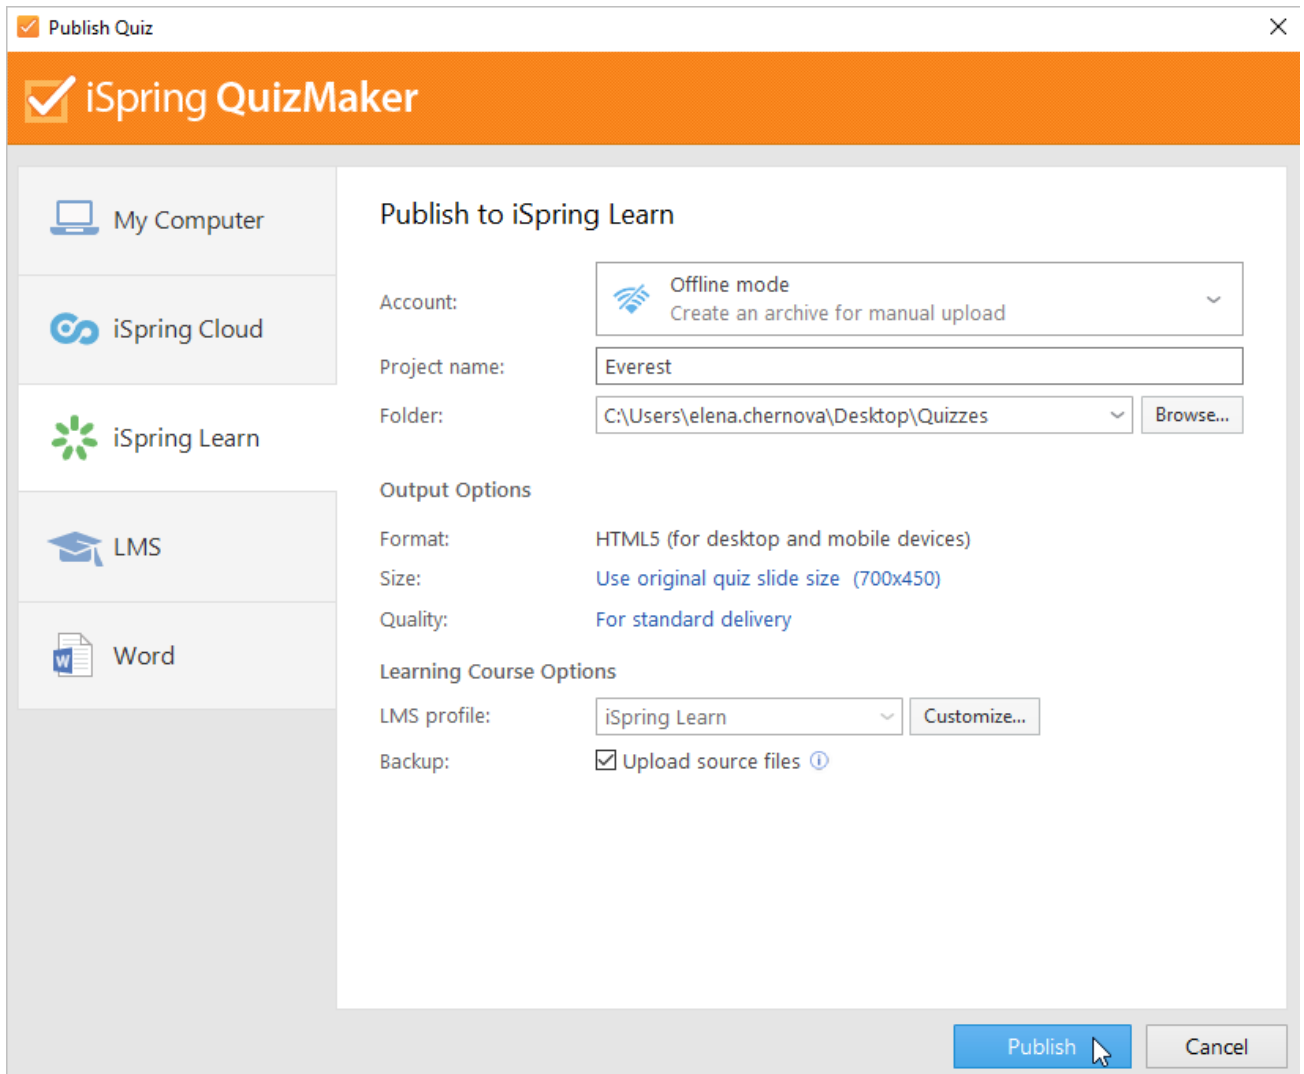 Publish Quiz
iSpring QuizMaker
My Computer
iSpring Cloud
iSpring Learn
LMS
W
Word
Publish to iSpring Learn
Account:
Offline mode
Create an archive for manual upload
Project name:
Everest
Folder:
C:\Users\elena.chernova\Desktop\Quizzes
Browse...
Output Options
Format:
HTML5 (for desktop and mobile devices)
Size:
Use original quiz slide size (700x450)
Quality:
For standard delivery
Learning Course Options
LMS profile:
iSpring Learn
Customize...
Backup:
Upload source files
Publish
Cancel